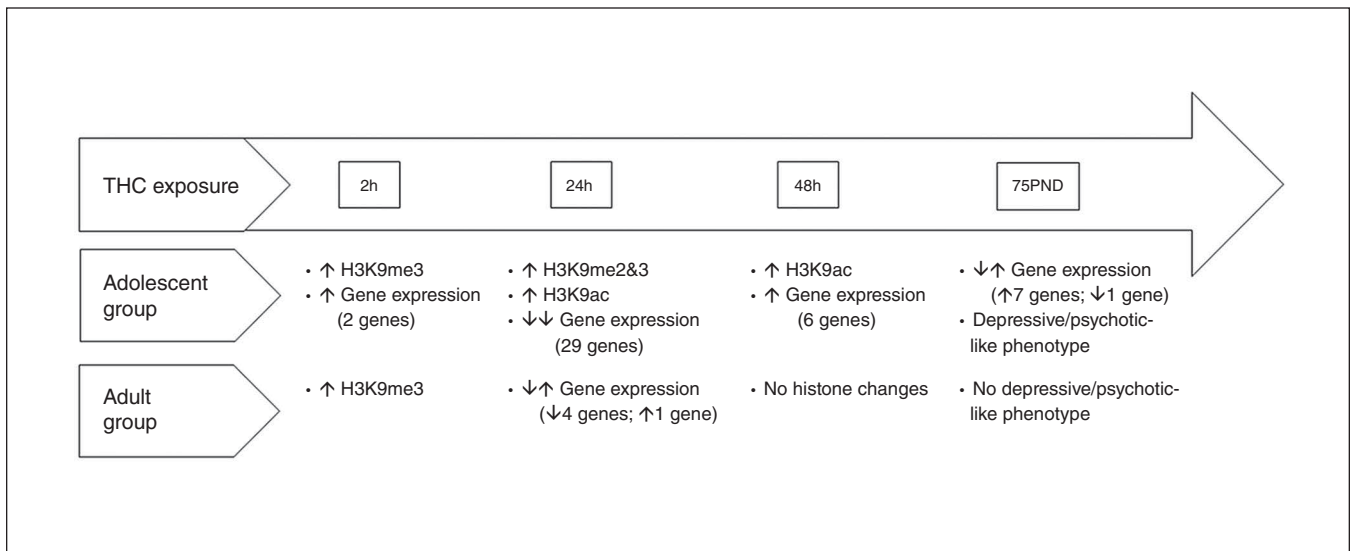 THC exposure
2h
24h
48h
75PND
Adolescent
group
• ↑ H3K9me3
• ↑ Gene expression
(2 genes)
• ↑ H3K9me2&3
• ↑ H3K9ac
• ↓↓ Gene expression
(29 genes)
• ↑ H3K9ac
• ↑ Gene expression
(6 genes)
• ↓↑ Gene expression
(↑7 genes; ↓1 gene)
• Depressive/psychotic-
like phenotype
Adult
group
• ↑ H3K9me3
• ↓↑ Gene expression
(↓4 genes; ↑1 gene)
• No histone changes
• No depressive/psychotic-
like phenotype